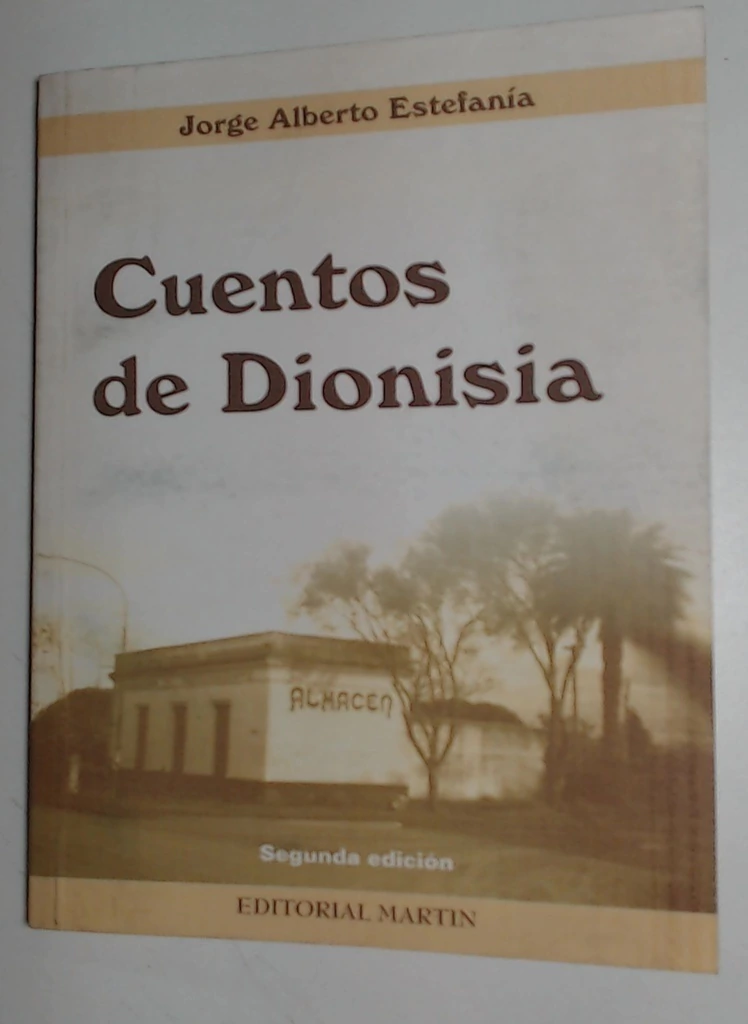 Jorge Alberto Estefanía
Cuentos
de Dionisia
ALMACEN
Segunda edición
EDITORIAL MARTIN